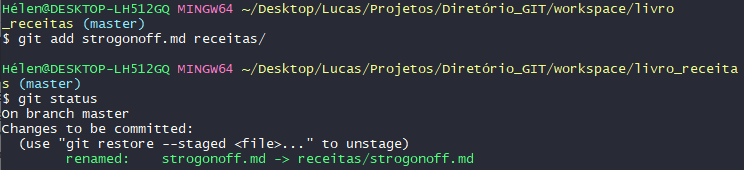 Hélen@DESKTOP-LH512GQ MINGW64 ~/Desktop/Lucas/Projetos/Diretório_GIT/workspace/livro
_receitas (master)
$ git add strogonoff.md receitas/
Hélen@DESKTOP-LH512GQ MINGW64 ~/Desktop/Lucas/Projetos/Diretório_GIT/workspace/livro_receita
s (master)
$ git status
On branch master
Changes to be committed:
  (use "git restore --staged <file>..." to unstage)
        renamed:    strogonoff.md -> receitas/strogonoff.md